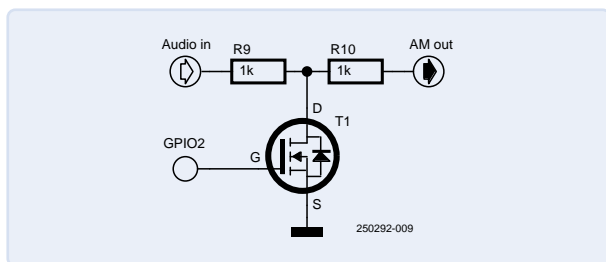 Audio in
R9
R10
AM out
1k
1k
D
T1
GPIO2
G
S
250292-009